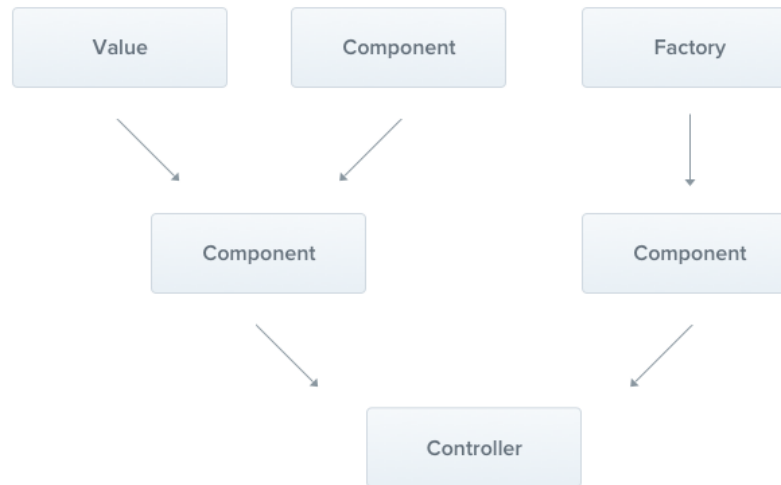 Value
Component
Factory
Component
Component
Controller